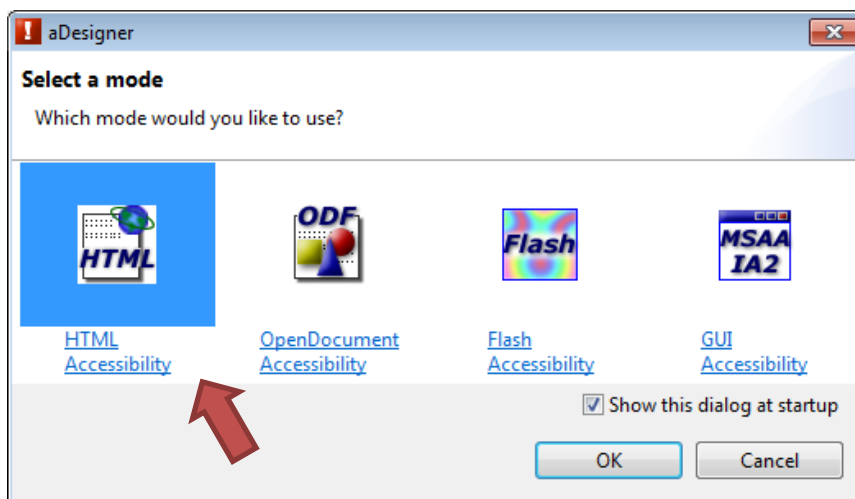 ! aDesigner
Select a mode
Which mode would you like to use?
HTML
ODF
Flash
MSAA
IA2
HTML
Accessibility
OpenDocument
Accessibility
Flash
Accessibility
GUI
Accessibility
Show this dialog at startup
OK
Cancel